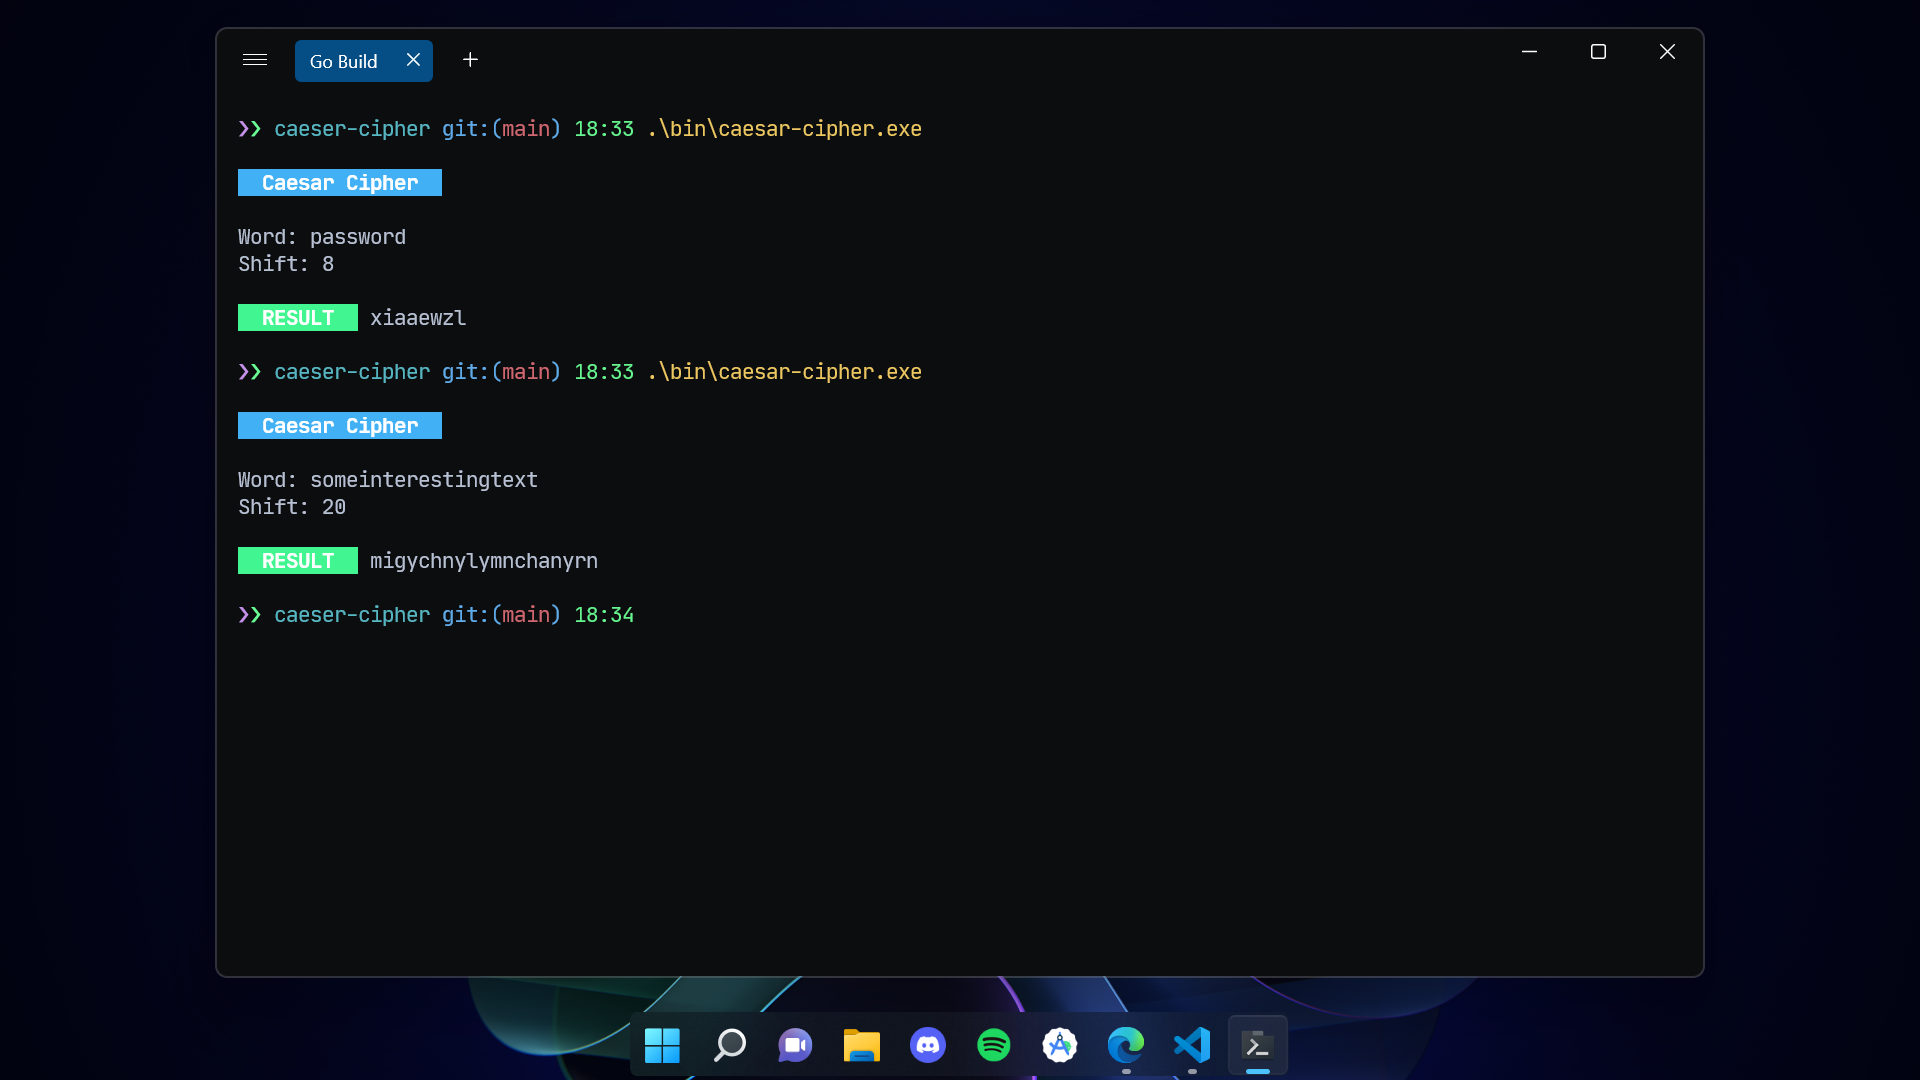 Go Build
❯❯ caeser-cipher git:(main) 18:33 .\bin\caesar-cipher.exe
Caesar Cipher
Word: password
Shift: 8
RESULT xiaaewzl
❯❯ caeser-cipher git:(main) 18:33 .\bin\caesar-cipher.exe
Caesar Cipher
Word: someinterestingtext
Shift: 20
RESULT migychnylymnchanyrn
❯❯ caeser-cipher git:(main) 18:34